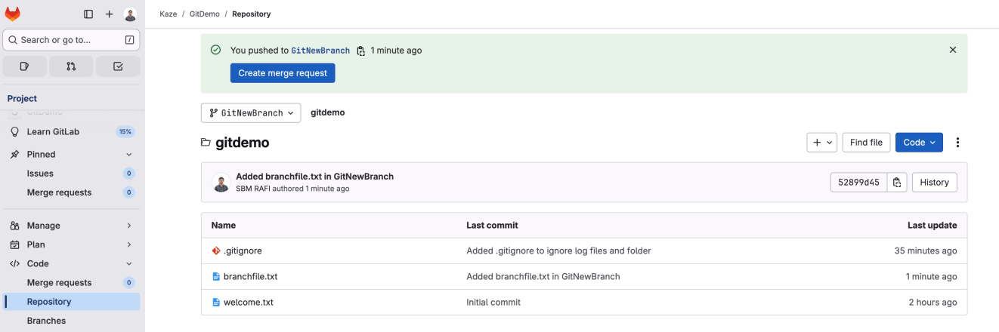 Kaze / GitDemo / Repository
Search or go to... /
Project
GitDemo
Learn GitLab 15%
Pinned
Issues 0
Merge requests 0
Manage
Plan
Code
Merge requests 0
Repository
Branches
You pushed to GitNewBranch 1 minute ago
Create merge request
GitNewBranch gitdemo
gitdemo
Find file Code
Added branchfile.txt in GitNewBranch
SBM RAFI authored 1 minute ago
52899d45 History
Name Last commit Last update
.gitignore Added .gitignore to ignore log files and folder 35 minutes ago
branchfile.txt Added branchfile.txt in GitNewBranch 1 minute ago
welcome.txt Initial commit 2 hours ago